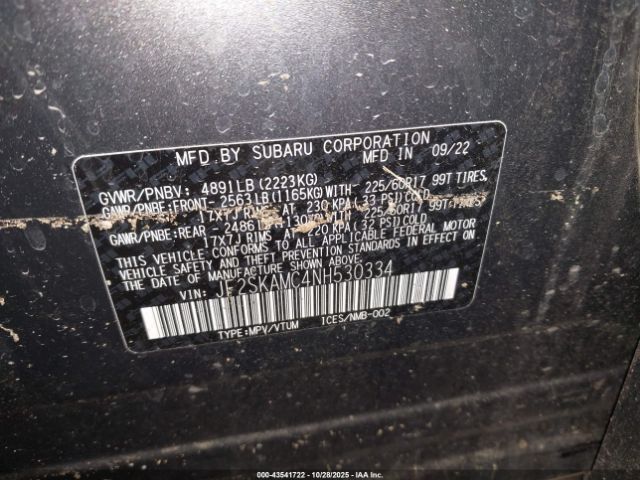 MFD BY SUBARU CORPORATION
MFD IN 09/22
GVWR/PNBV: 4891LB(2223KG)
GAWR/PNBE:FRONT- 2563LB(1165KG)WITH- 225/60R17 99T TIRES,
17X7J RIMS, AT 230 KPA(33 PSI)COLD
GAWR/PNBE:REAR - 2486LB 225/60R17 99T TIRES
17X7J RIMS, AT 220 KPA COLD.
THIS VEHICLE CONFORMS TO ALL APPLICABLE FEDERAL MOTOR
VEHICLE SAFETY AND THEFT PREVENTION STANDARDS IN EFFECT ON
THE DATE OF MANUFACTURE SHOWN ABOVE.
VIN: JF2SKAMC4NH530334
TYPE:MPV/VTUM ICES/NMB-002
000-43541722 10/28/2025 IAA Inc.